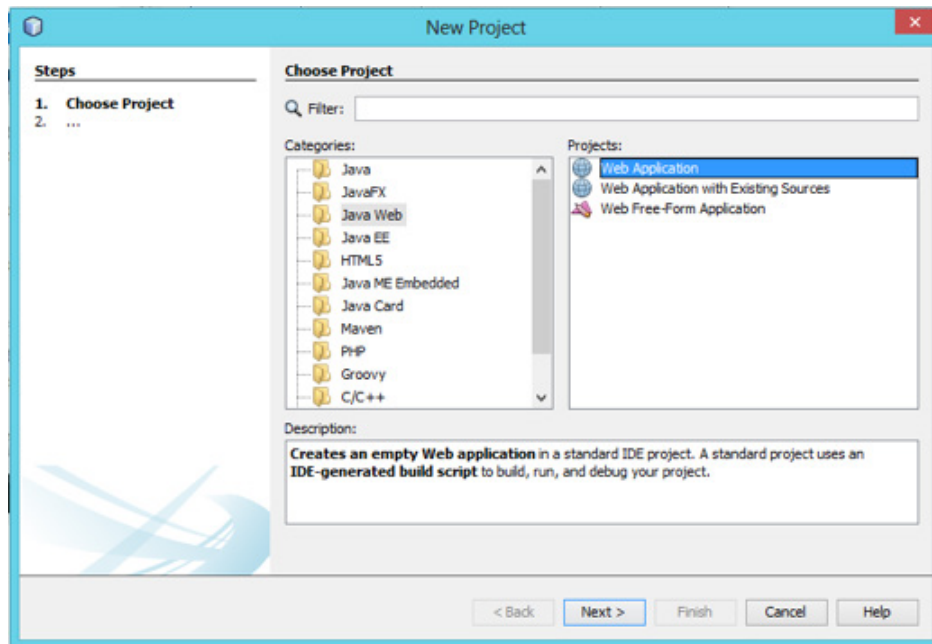 New Project
Steps
1. Choose Project
2. ...
Choose Project
Filter:
Categories:
Java
JavaFX
Java Web
Java EE
HTML5
Java ME Embedded
Java Card
Maven
PHP
Groovy
C/C++
Projects:
Web Application
Web Application with Existing Sources
Web Free-Form Application
Description:
Creates an empty Web application in a standard IDE project. A standard project uses an
IDE-generated build script to build, run, and debug your project.
< Back
Next >
Finish
Cancel
Help